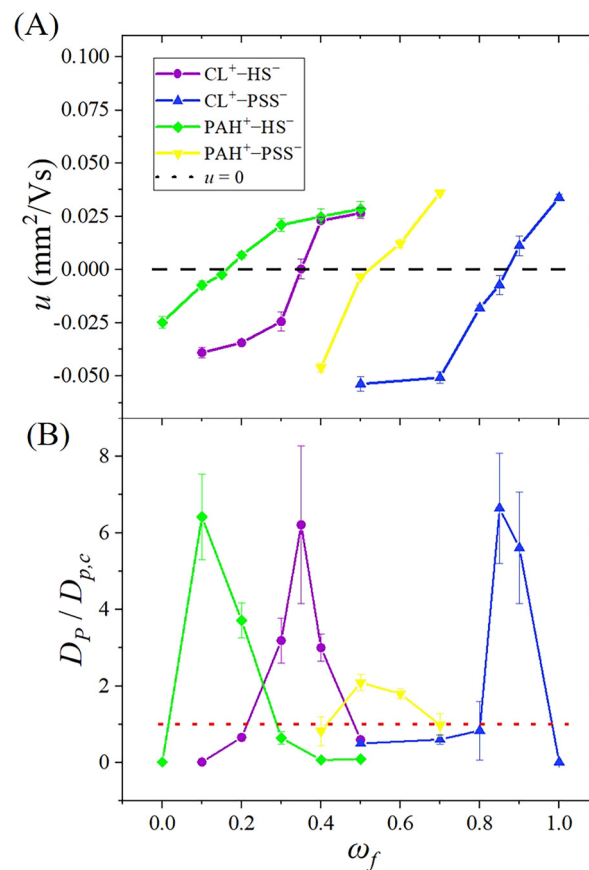 (A)
0.100
0.075
0.050
0.025
0.000
-0.025
-0.050
u (mm²/Vs)
CL⁺–HS⁻
CL⁺–PSS⁻
PAH⁺–HS⁻
PAH⁺–PSS⁻
u = 0
(B)
8
6
4
2
0
D_P / D_{p,c}
0.0 0.2 0.4 0.6 0.8 1.0
ω_f